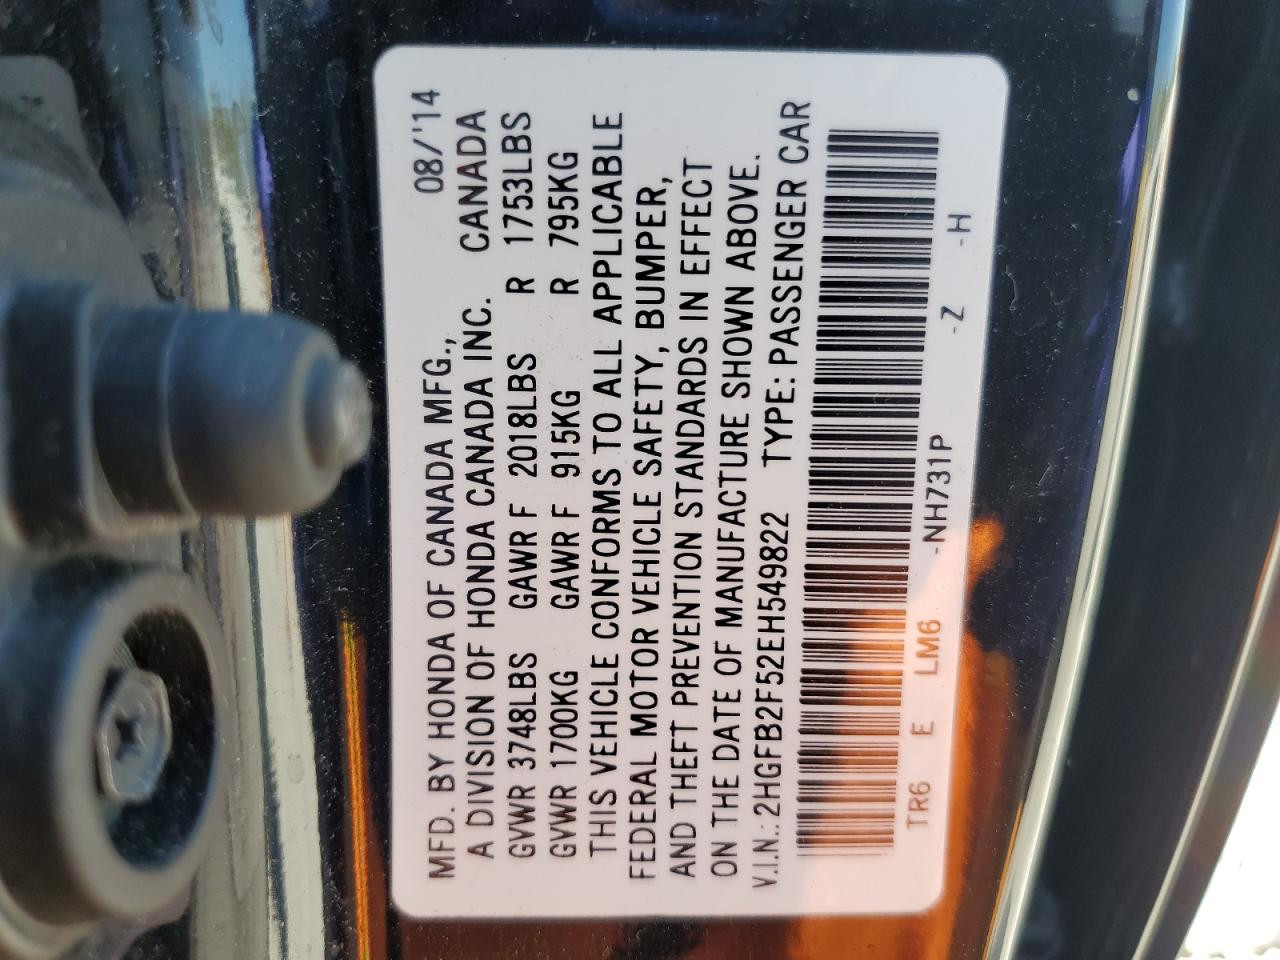 MFD. BY HONDA OF CANADA MFG., 08/'14
A DIVISION OF HONDA CANADA INC. CANADA
GVWR 3748LBS GAWR F 2018LBS R 1753LBS
GVWR 1700KG GAWR F 915KG R 795KG
THIS VEHICLE CONFORMS TO ALL APPLICABLE
FEDERAL MOTOR VEHICLE SAFETY, BUMPER,
AND THEFT PREVENTION STANDARDS IN EFFECT
ON THE DATE OF MANUFACTURE SHOWN ABOVE.
V.I.N.: 2HGFB2F52EH549822 TYPE: PASSENGER CAR
TR6 E LM6 -NH731P -Z -H